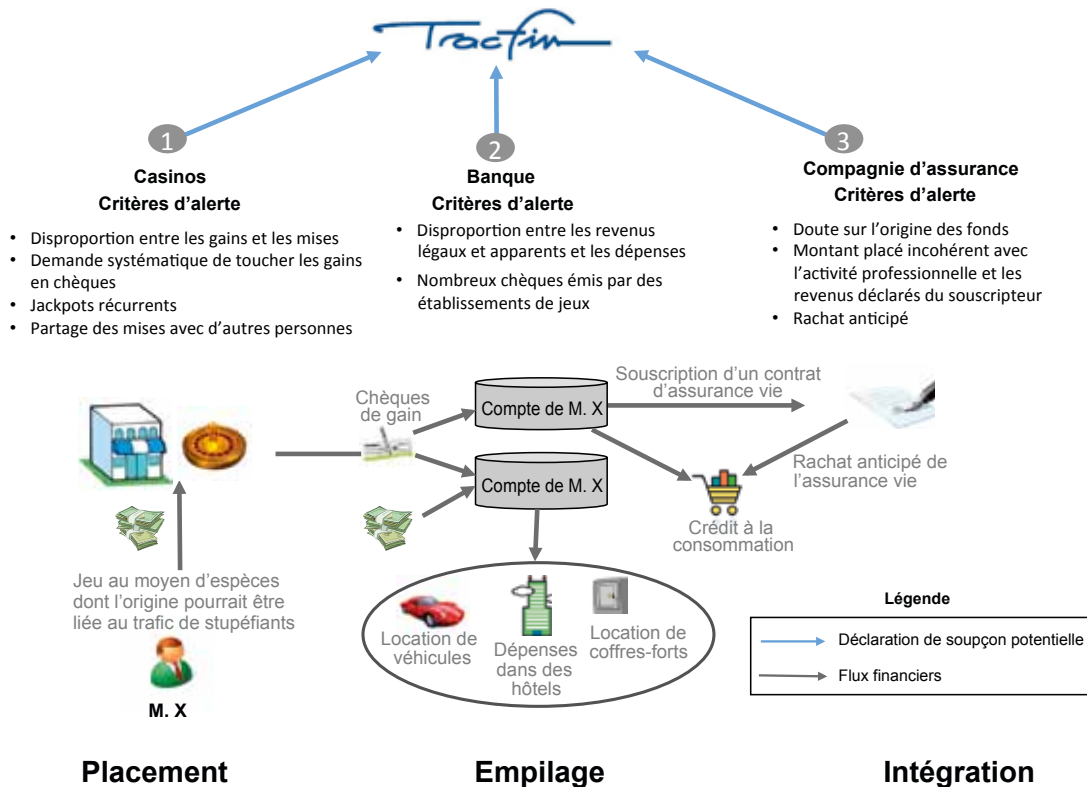 Tracfin
1
Casinos
Critères d'alerte
• Disproportion entre les gains et les mises
• Demande systématique de toucher les gains
en chèques
• Jackpots récurrents
• Partage des mises avec d'autres personnes
2
Banque
Critères d'alerte
• Disproportion entre les revenus
légaux et apparents et les dépenses
• Nombreux chèques émis par des
établissements de jeux
3
Compagnie d'assurance
Critères d'alerte
• Doute sur l'origine des fonds
• Montant placé incohérent avec
l'activité professionnelle et les
revenus déclarés du souscripteur
• Rachat anticipé
Chèques
de gain
Compte de M. X
Souscription d'un contrat
d'assurance vie
Compte de M. X
Rachat anticipé de
l'assurance vie
Crédit à la
consommation
Jeu au moyen d'espèces
dont l'origine pourrait être
liée au trafic de stupéfiants
M. X
Location de
véhicules
Dépenses
dans des
hôtels
Location de
coffres-forts
Légende
Déclaration de soupçon potentielle
Flux financiers
Placement
Empilage
Intégration